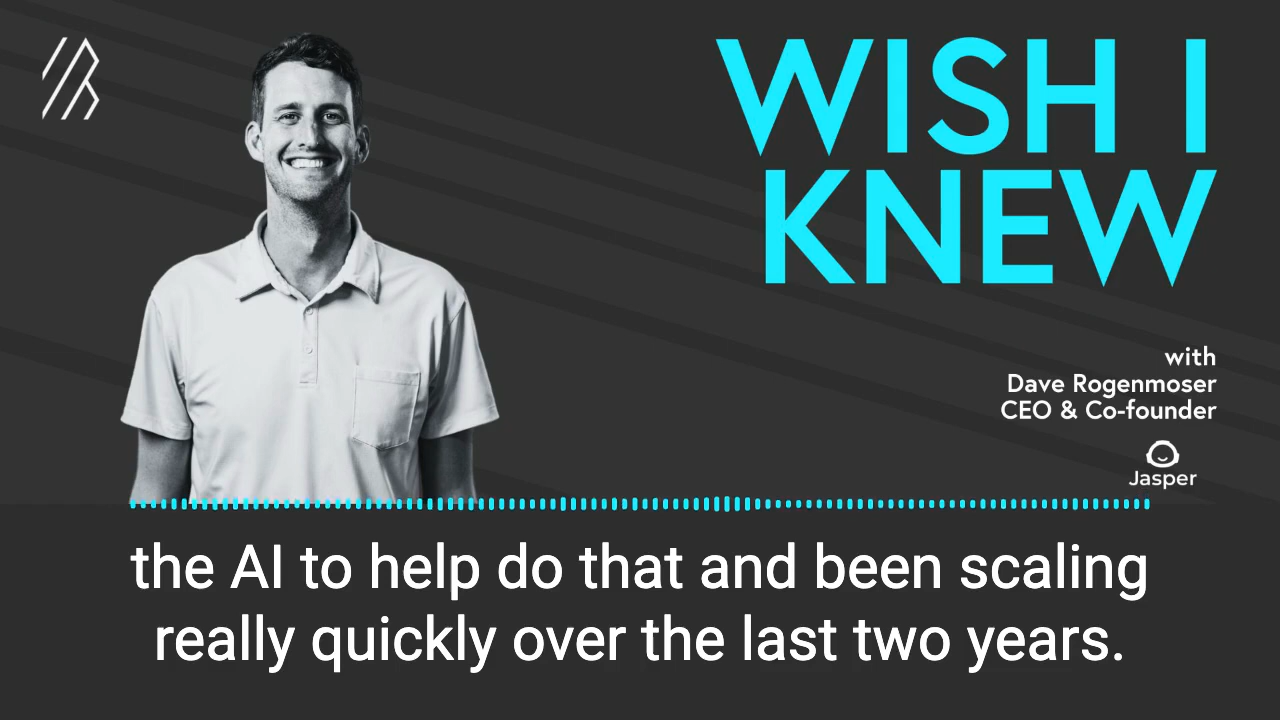 WISH I
KNEW
with
Dave Rogenmoser
CEO & Co-founder
Jasper
the AI to help do that and been scaling
really quickly over the last two years.